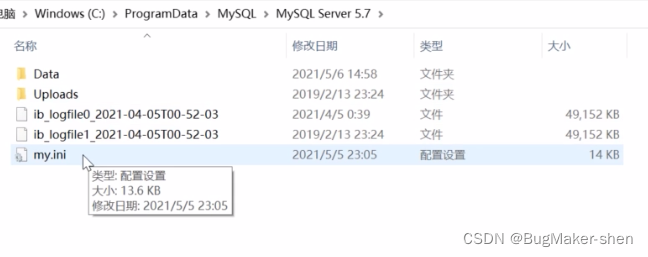 电脑 › Windows (C:) › ProgramData › MySQL › MySQL Server 5.7 ›
名称 修改日期 类型 大小
Data 2021/5/6 14:58 文件夹
Uploads 2019/2/13 23:24 文件夹
ib_logfile0_2021-04-05T00-52-03 2021/4/5 0:39 文件 49,152 KB
ib_logfile1_2021-04-05T00-52-03 2019/2/13 23:24 文件 49,152 KB
my.ini 2021/5/5 23:05 配置设置 14 KB
类型: 配置设置
大小: 13.6 KB
修改日期: 2021/5/5 23:05
CSDN @BugMaker-shen